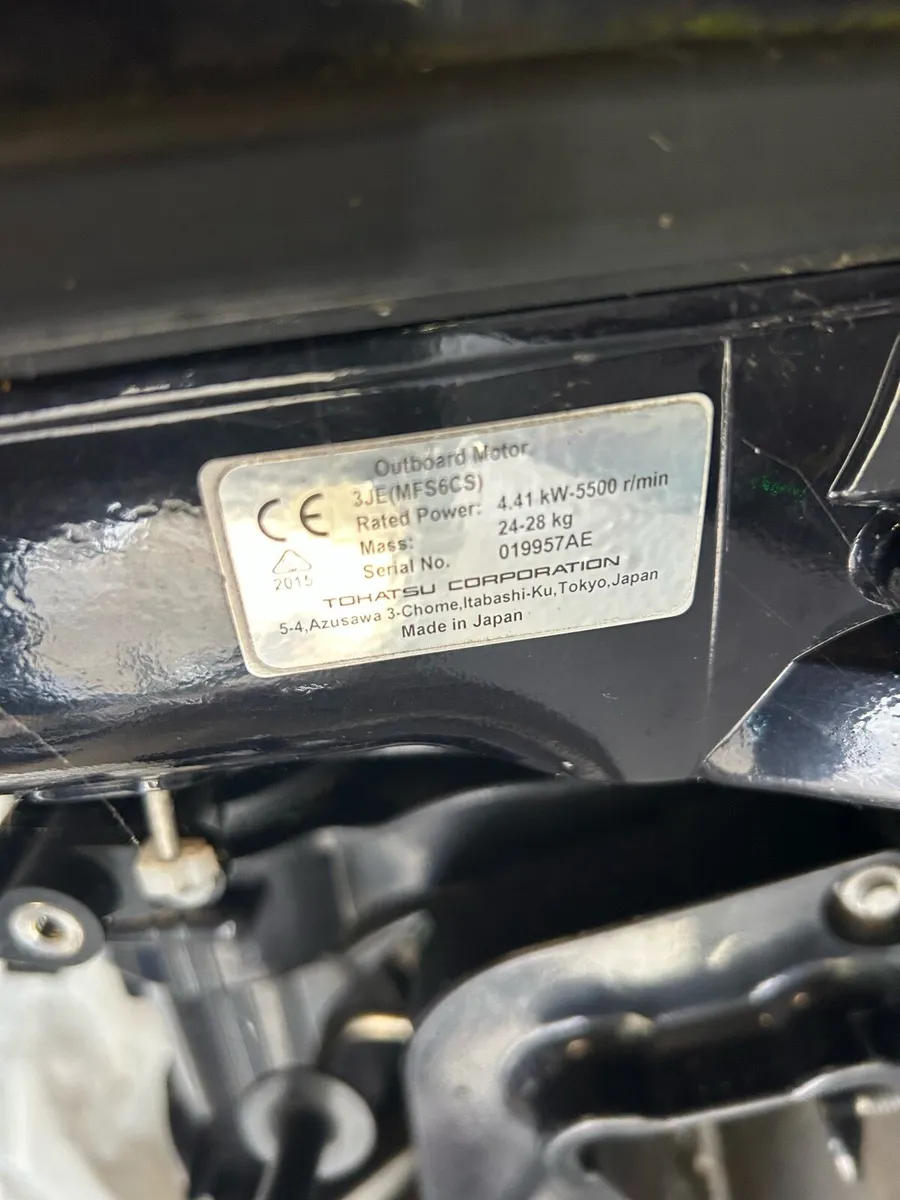 Outboard Motor
CE
3JE(MFS6CS)
Rated Power: 4.41 kW-5500 r/min
Mass: 24-28 kg
Serial No. 019957AE
2015
TOHATSU CORPORATION
5-4,Azusawa 3-Chome,Itabashi-Ku,Tokyo,Japan
Made in Japan